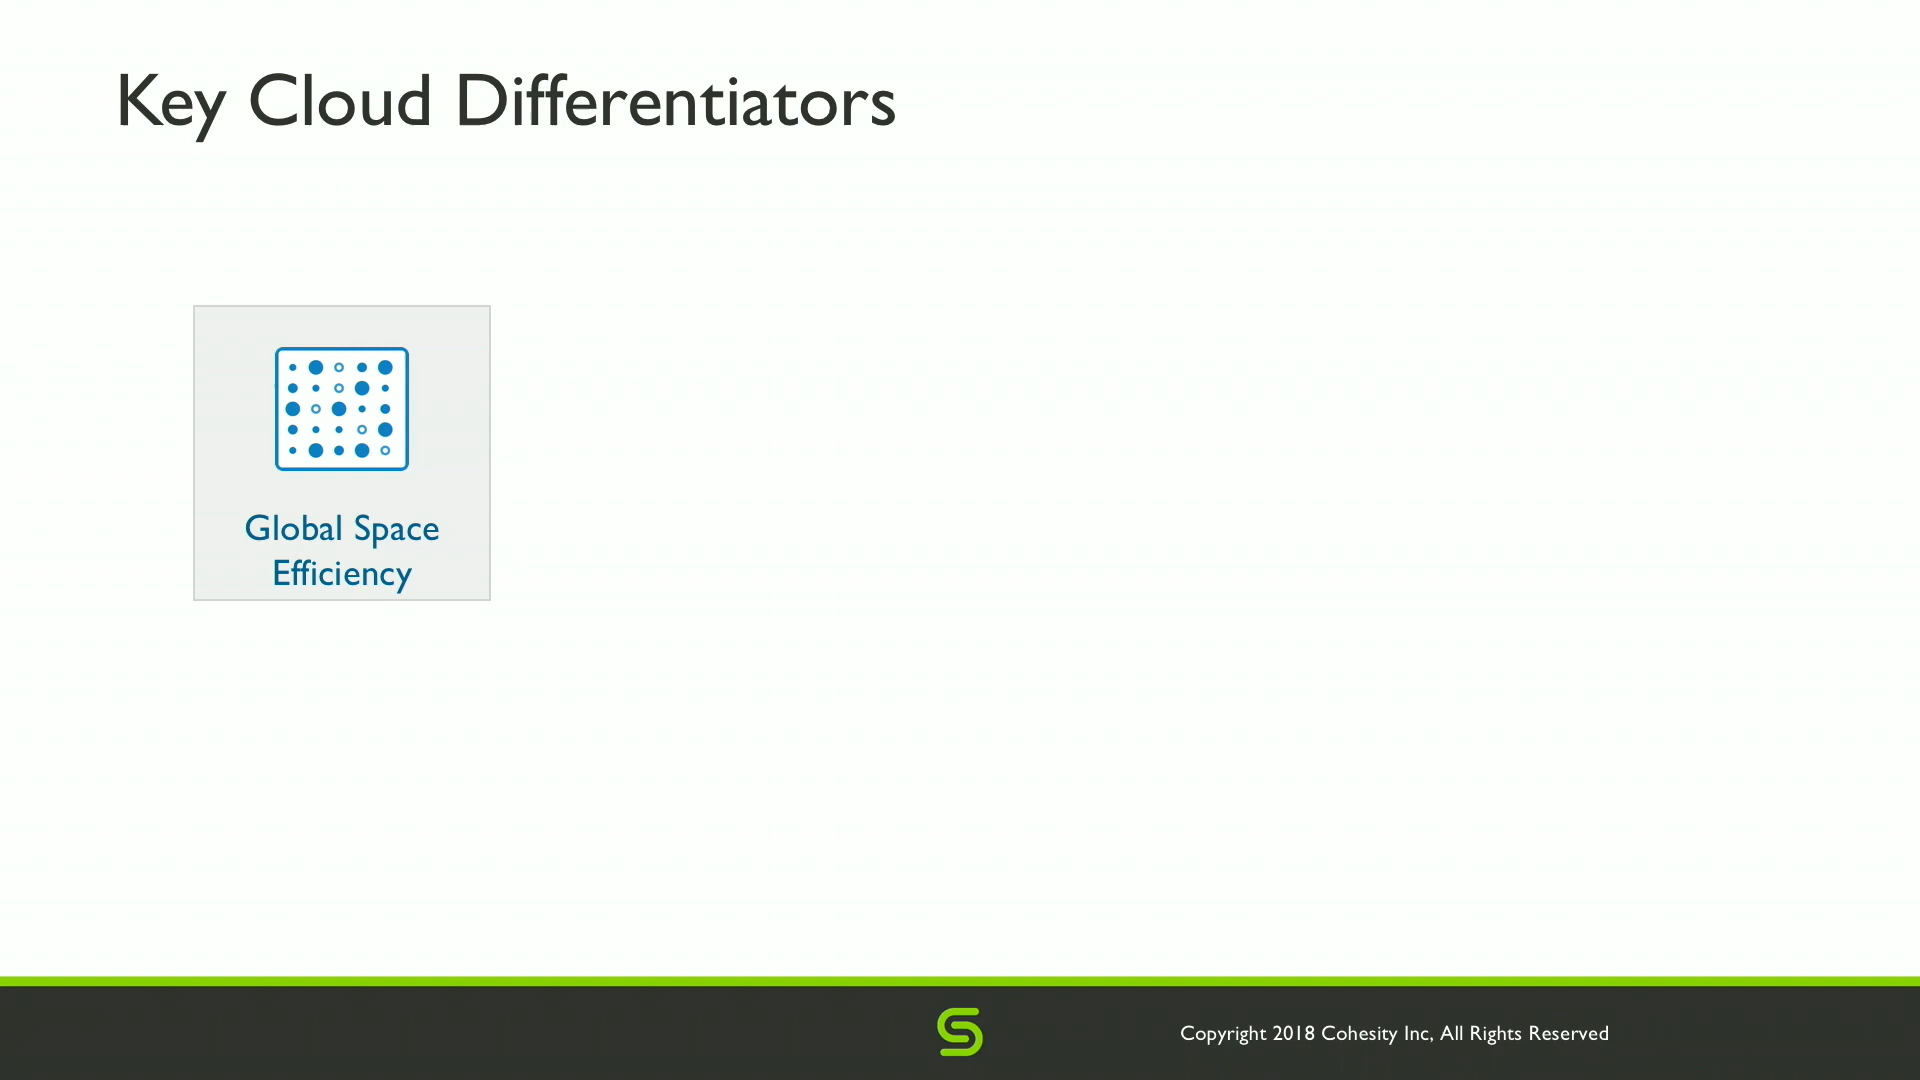 Key Cloud Differentiators
Global Space
Efficiency
Copyright 2018 Cohesity Inc, All Rights Reserved